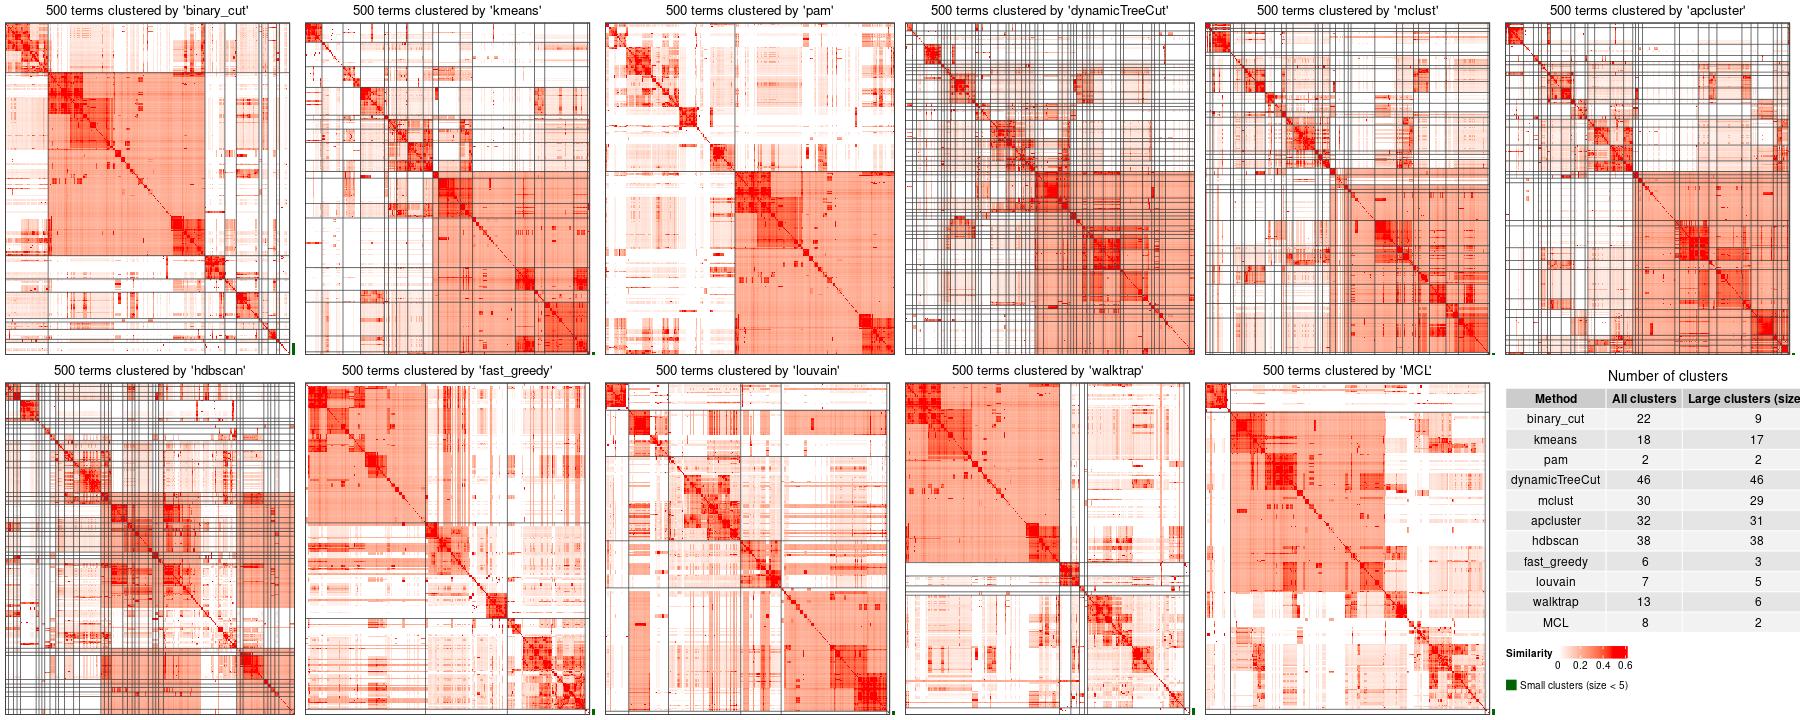 500 terms clustered by 'binary_cut'
500 terms clustered by 'kmeans'
500 terms clustered by 'pam'
500 terms clustered by 'dynamicTreeCut'
500 terms clustered by 'mclust'
500 terms clustered by 'apcluster'
500 terms clustered by 'hdbscan'
500 terms clustered by 'fast_greedy'
500 terms clustered by 'louvain'
500 terms clustered by 'walktrap'
500 terms clustered by 'MCL'
Number of clusters
Method All clusters Large clusters (size
binary_cut 22 9
kmeans 18 17
pam 2 2
dynamicTreeCut 46 46
mclust 30 29
apcluster 32 31
hdbscan 38 38
fast_greedy 6 3
louvain 7 5
walktrap 13 6
MCL 8 2
Similarity
0 0.2 0.4 0.6
Small clusters (size < 5)